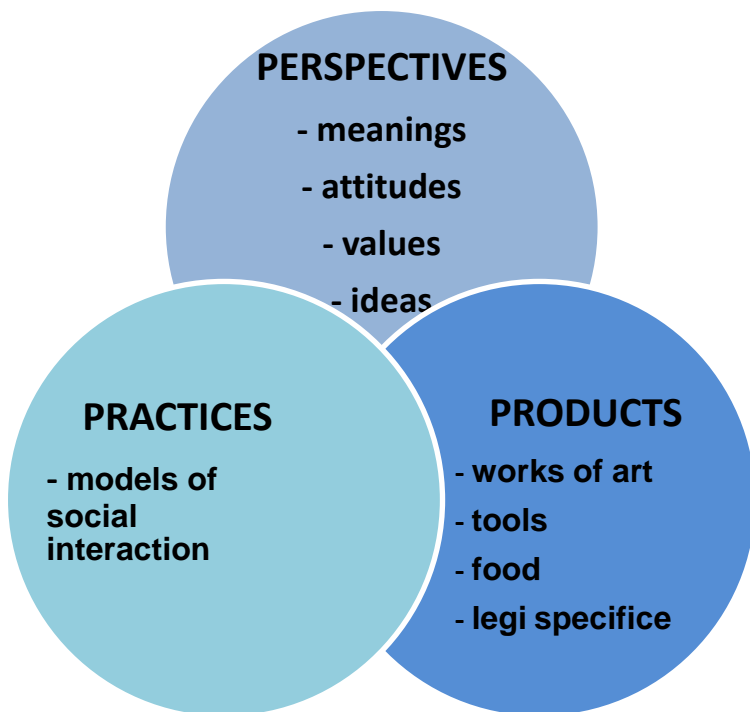 PERSPECTIVES
- meanings
- attitudes
- values
- ideas
PRACTICES
- models of
social
interaction
PRODUCTS
- works of art
- tools
- food
- legi specifice